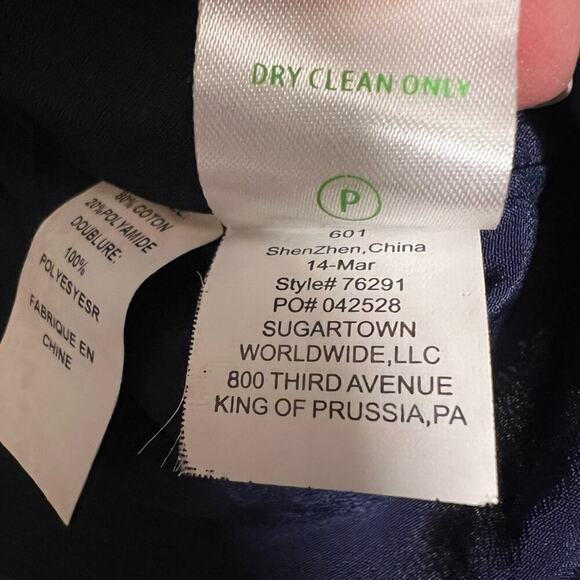 DRY CLEAN ONLY
P
601
ShenZhen,China
14-Mar
Style# 76291
PO# 042528
SUGARTOWN
WORLDWIDE,LLC
800 THIRD AVENUE
KING OF PRUSSIA,PA
80% COTON
20%POLYAMIDE
DOUBLURE:
100%
POLYESYESR
FABRIQUE EN
CHINE